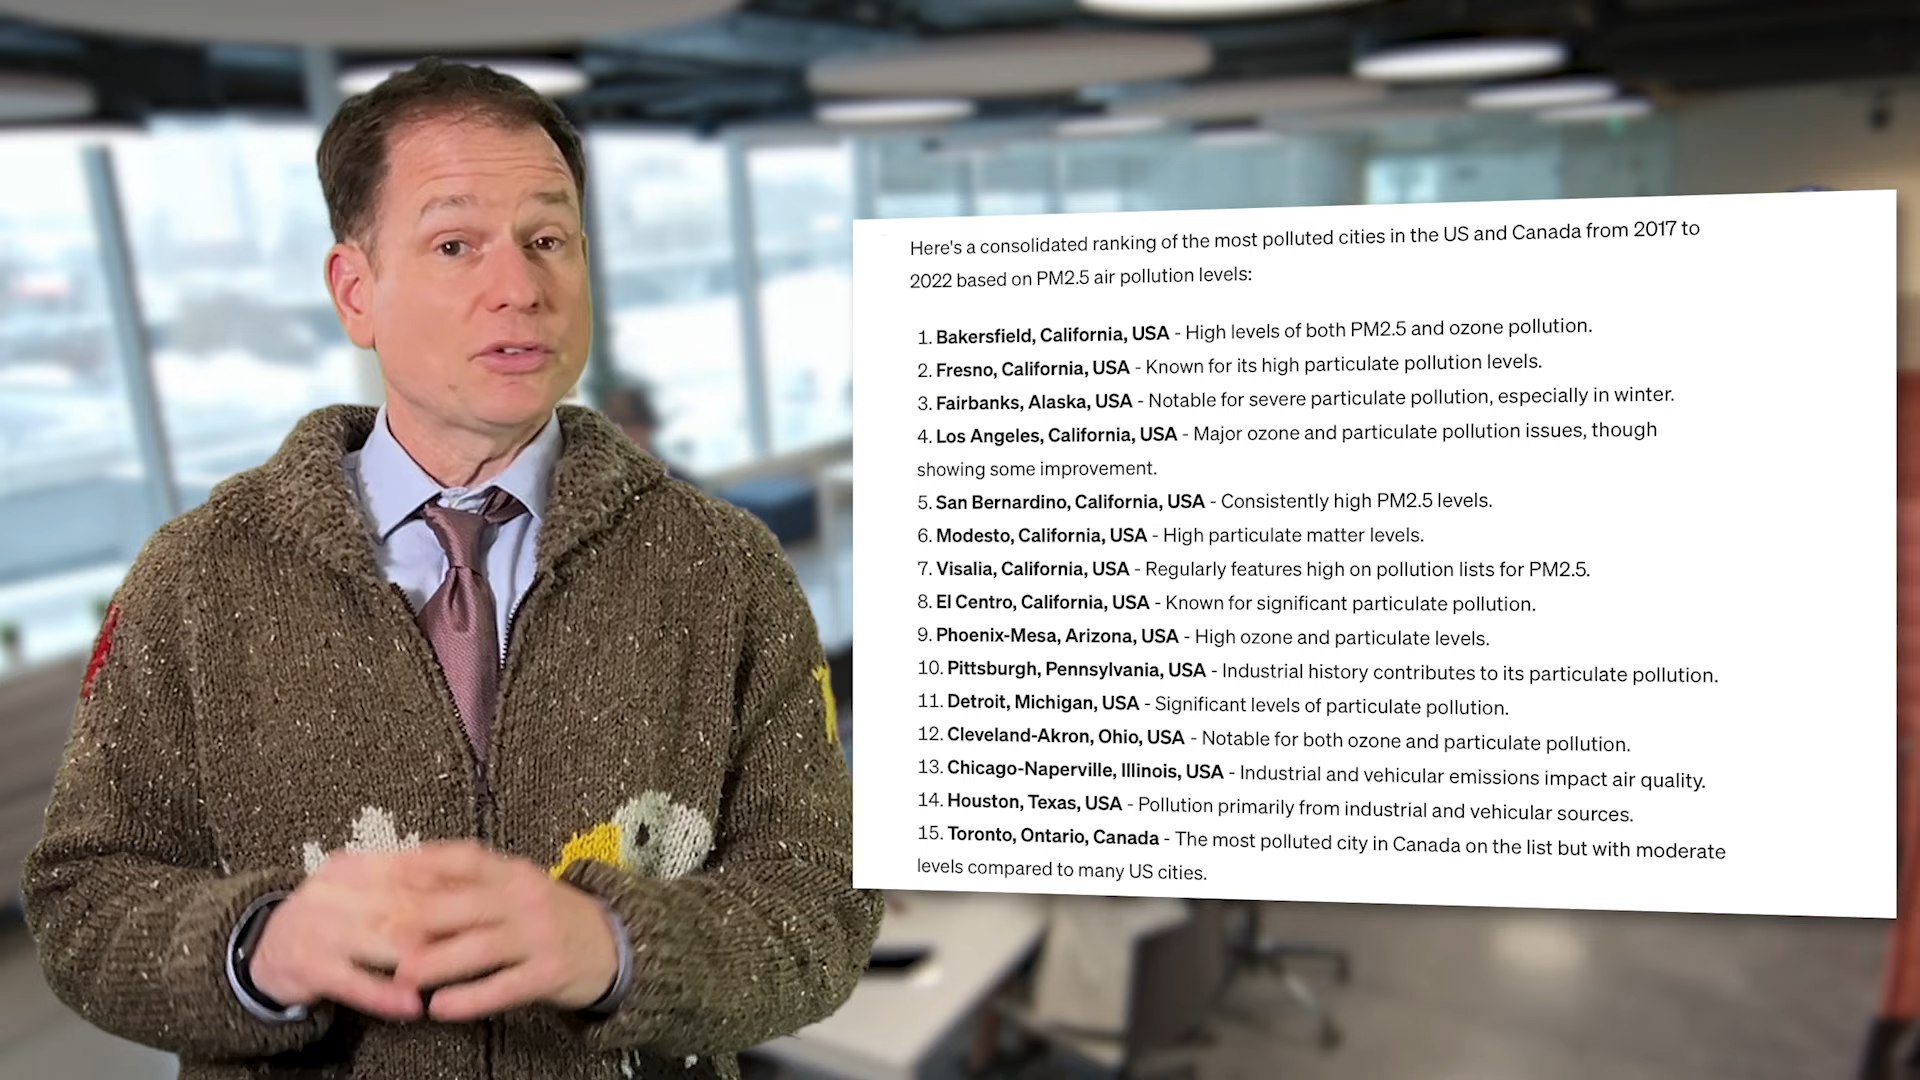 Here's a consolidated ranking of the most polluted cities in the US and Canada from 2017 to
2022 based on PM2.5 air pollution levels:
1. Bakersfield, California, USA - High levels of both PM2.5 and ozone pollution.
2. Fresno, California, USA - Known for its high particulate pollution levels.
3. Fairbanks, Alaska, USA - Notable for severe particulate pollution, especially in winter.
4. Los Angeles, California, USA - Major ozone and particulate pollution issues, though
showing some improvement.
5. San Bernardino, California, USA - Consistently high PM2.5 levels.
6. Modesto, California, USA - High particulate matter levels.
7. Visalia, California, USA - Regularly features high on pollution lists for PM2.5.
8. El Centro, California, USA - Known for significant particulate pollution.
9. Phoenix-Mesa, Arizona, USA - High ozone and particulate levels.
10. Pittsburgh, Pennsylvania, USA - Industrial history contributes to its particulate pollution.
11. Detroit, Michigan, USA - Significant levels of particulate pollution.
12. Cleveland-Akron, Ohio, USA - Notable for both ozone and particulate pollution.
13. Chicago-Naperville, Illinois, USA - Industrial and vehicular emissions impact air quality.
14. Houston, Texas, USA - Pollution primarily from industrial and vehicular sources.
15. Toronto, Ontario, Canada - The most polluted city in Canada on the list but with moderate
levels compared to many US cities.